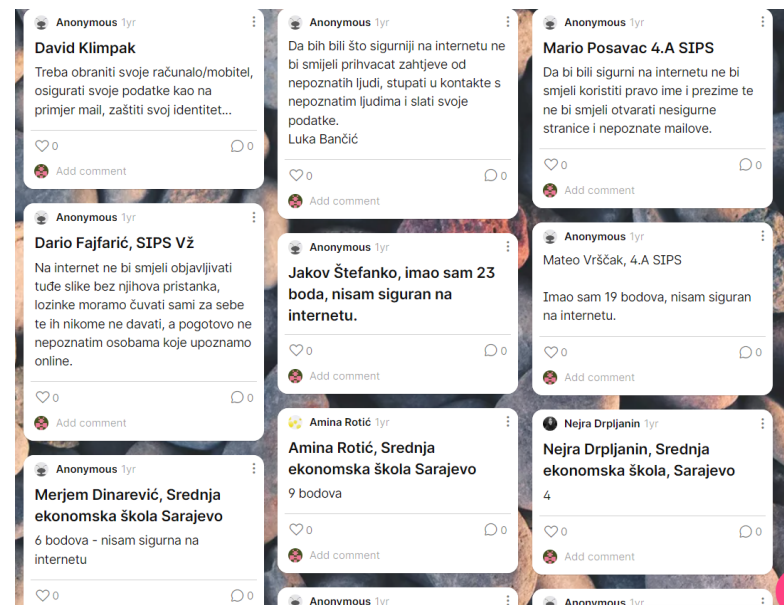 Anonymous 1yr
David Klimpak
Treba obraniti svoje računalo/mobitel,
osigurati svoje podatke kao na
primjer mail, zaštiti svoj identitet...
0 0
Add comment
Anonymous 1yr
Dario Fajfarić, SIPS Vž
Na internet ne bi smjeli objavljivati
tuđe slike bez njihova pristanka,
lozinke moramo čuvati sami za sebe
te ih nikome ne davati, a pogotovo ne
nepoznatim osobama koje upoznamo
online.
0 0
Add comment
Anonymous 1yr
Merjem Dinarević, Srednja
ekonomska škola Sarajevo
6 bodova - nisam sigurna na
internetu
0 0
Anonymous 1yr
Da bih bili što sigurniji na internetu ne
bi smijeli prihvacat zahtjeve od
nepoznatih ljudi, stupati u kontakte s
nepoznatim ljudima i slati svoje
podatke.
Luka Bančić
0 0
Add comment
Anonymous 1yr
Jakov Štefanko, imao sam 23
boda, nisam siguran na
internetu.
0 0
Add comment
Amina Rotić 1yr
Amina Rotić, Srednja
ekonomska škola Sarajevo
9 bodova
0 0
Add comment
Anonymous 1yr
Anonymous 1yr
Mario Posavac 4.A SIPS
Da bi bili sigurni na internetu ne bi
smjeli koristiti pravo ime i prezime te
ne bi smjeli otvarati nesigurne
stranice i nepoznate mailove.
0 0
Add comment
Anonymous 1yr
Mateo Vrščak, 4.A SIPS
Imao sam 19 bodova, nisam siguran
na internetu.
0 0
Add comment
Nejra Drpljanin 1yr
Nejra Drpljanin, Srednja
ekonomska škola, Sarajevo
4
0 0
Add comment
Anonymous 1yr